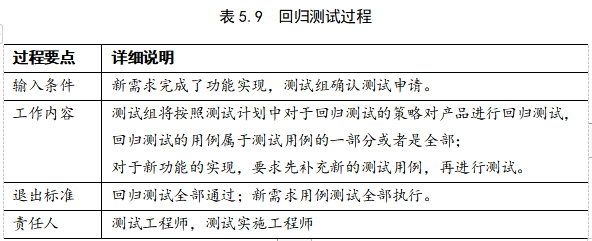 表 5.9 回归测试过程
过程要点 详细说明
输入条件 新需求完成了功能实现，测试组确认测试申请。
工作内容 测试组将按照测试计划中对于回归测试的策略对产品进行回归测试，
回归测试的用例属于测试用例的一部分或者是全部；
对于新功能的实现，要求先补充新的测试用例，再进行测试。
退出标准 回归测试全部通过；新需求用例测试全部执行。
责任人 测试工程师，测试实施工程师